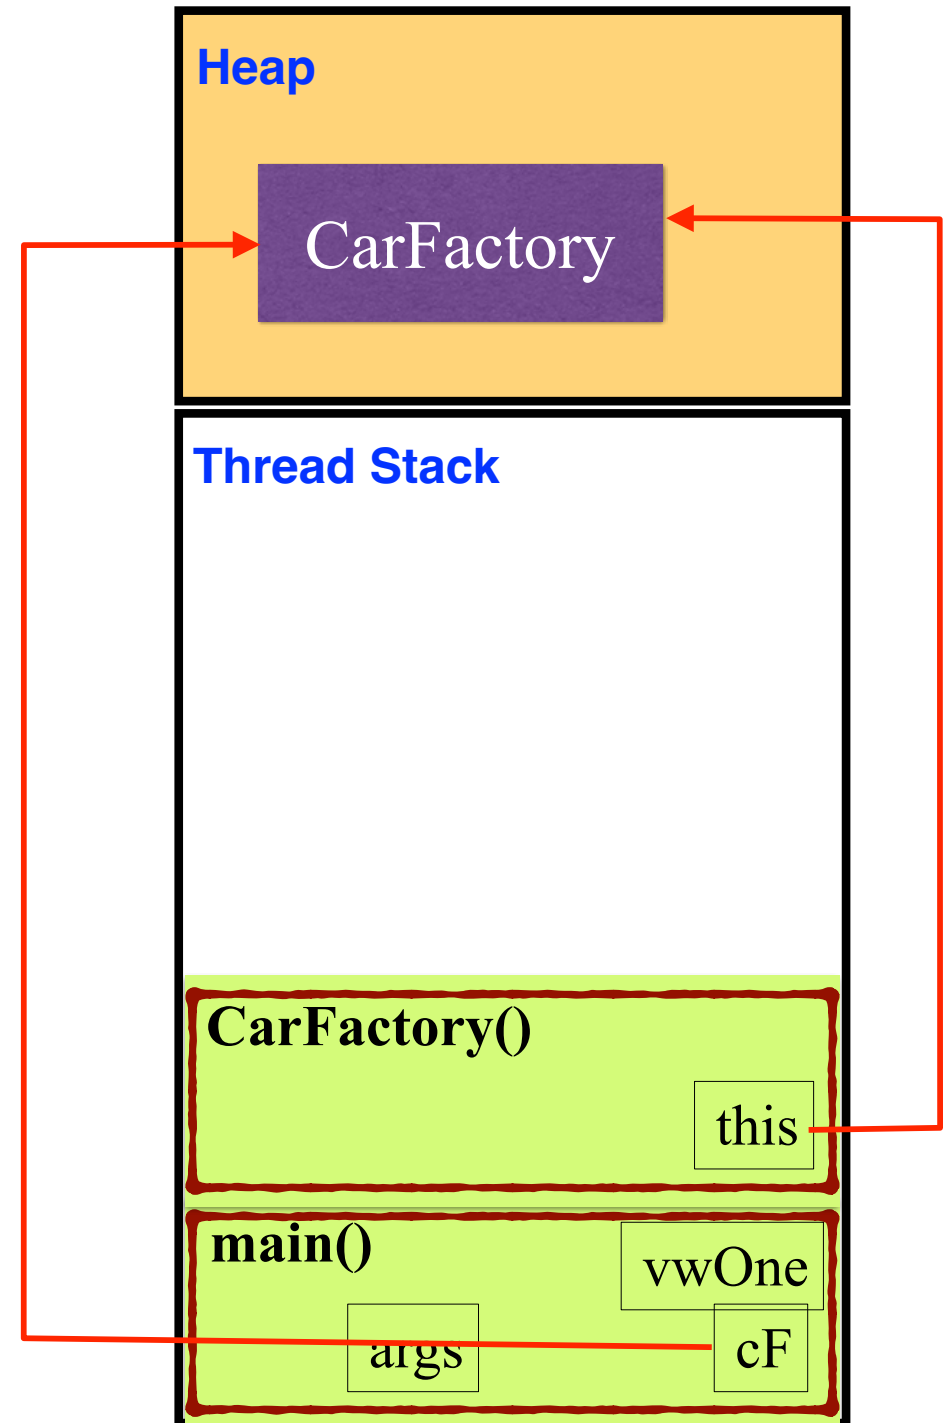 Heap
CarFactory
Thread Stack
CarFactory()
this
main()
vwOne
args
cF